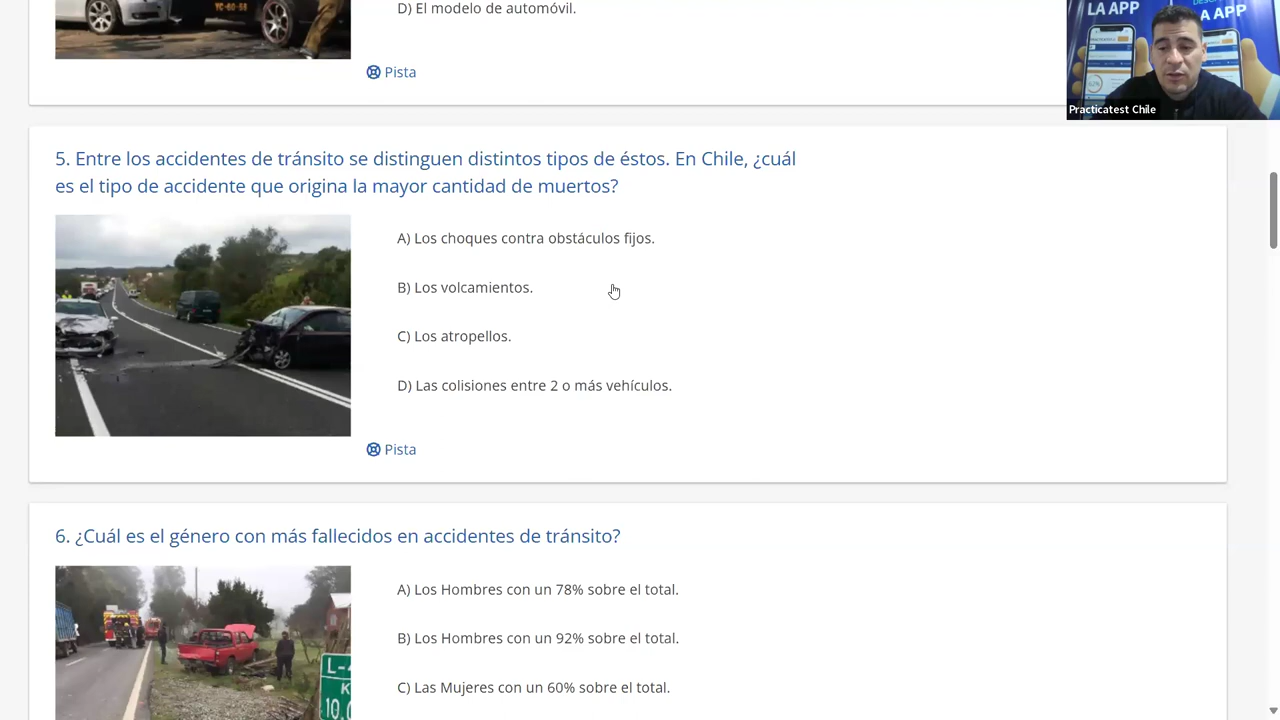 D) El modelo de automóvil.
YC-60-58
LA APP
A APP
Practicatest Chile
Pista
5. Entre los accidentes de tránsito se distinguen distintos tipos de éstos. En Chile, ¿cuál
es el tipo de accidente que origina la mayor cantidad de muertos?
A) Los choques contra obstáculos fijos.
B) Los volcamientos.
C) Los atropellos.
D) Las colisiones entre 2 o más vehículos.
Pista
6. ¿Cuál es el género con más fallecidos en accidentes de tránsito?
A) Los Hombres con un 78% sobre el total.
B) Los Hombres con un 92% sobre el total.
C) Las Mujeres con un 60% sobre el total.